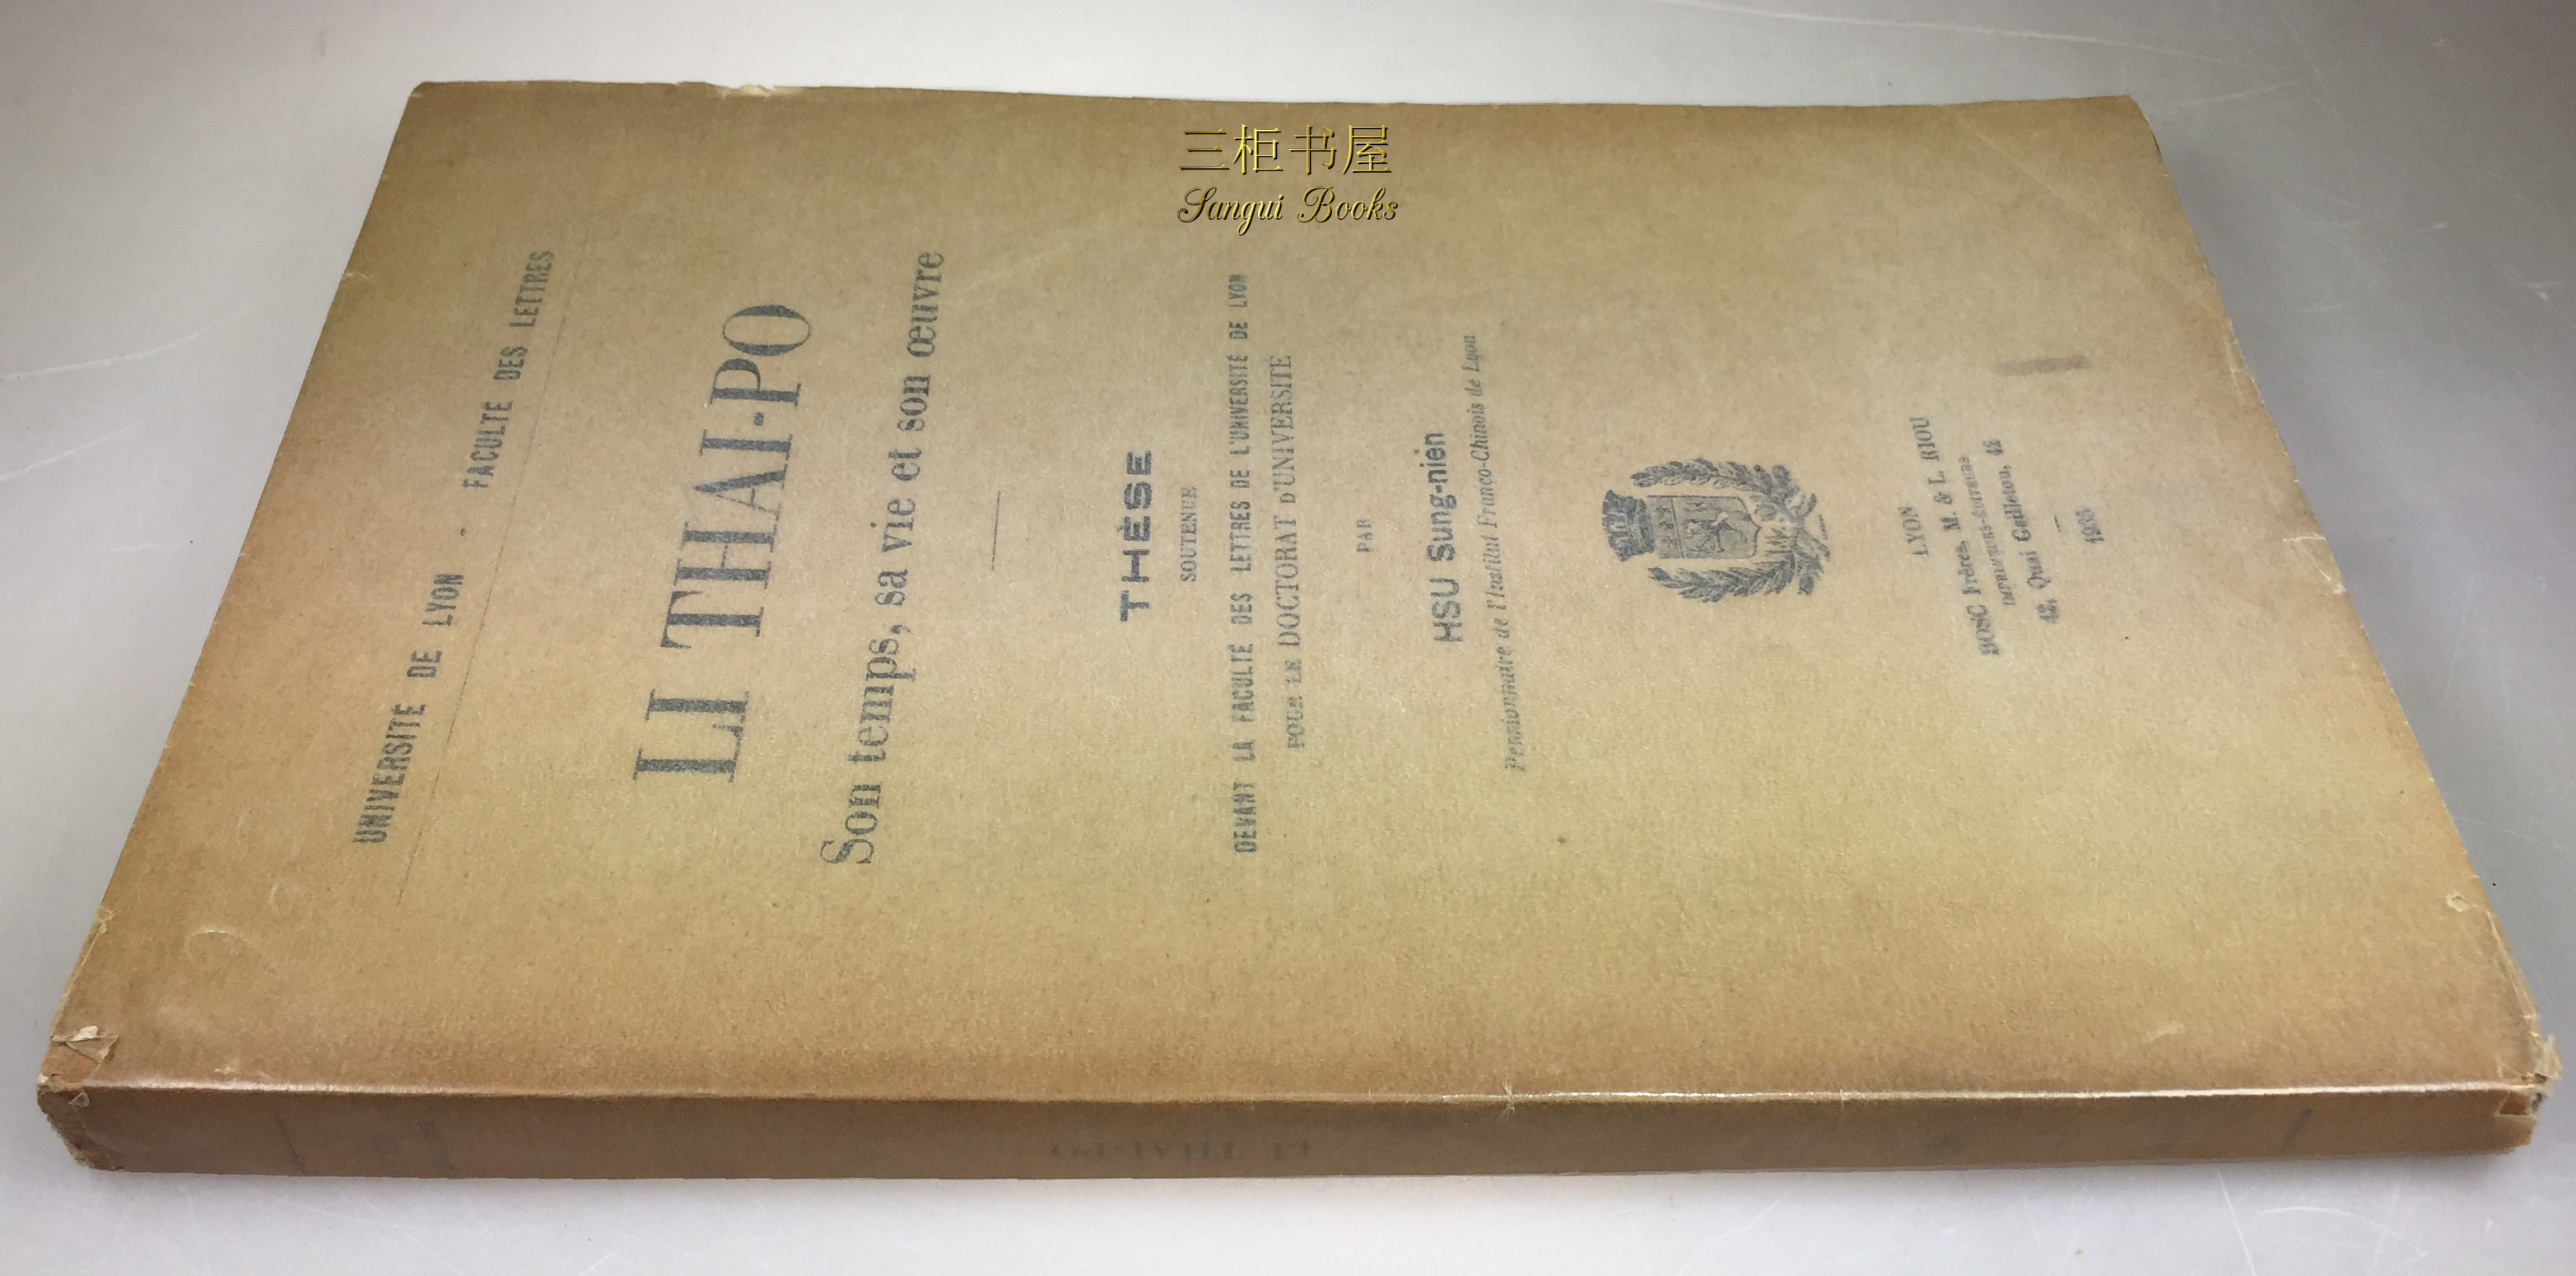 三柜书屋
Sangui Books
UNIVERSITÉ DE LYON - FACULTÉ DES LETTRES
LI THAI-PO
Son temps, sa vie et son œuvre
THÈSE
SOUTENUE
DEVANT LA FACULTÉ DES LETTRES DE L'UNIVERSITÉ DE LYON
POUR LE DOCTORAT D'UNIVERSITÉ
PAR
HSU Sung-nien
Pensionnaire de l'Institut Franco-Chinois de Lyon
LYON
BOSC Frères, M. & L. RIOU
IMPRIMEURS-ÉDITEURS
42, Quai Gailleton, 42
1935
LI THAI-PO